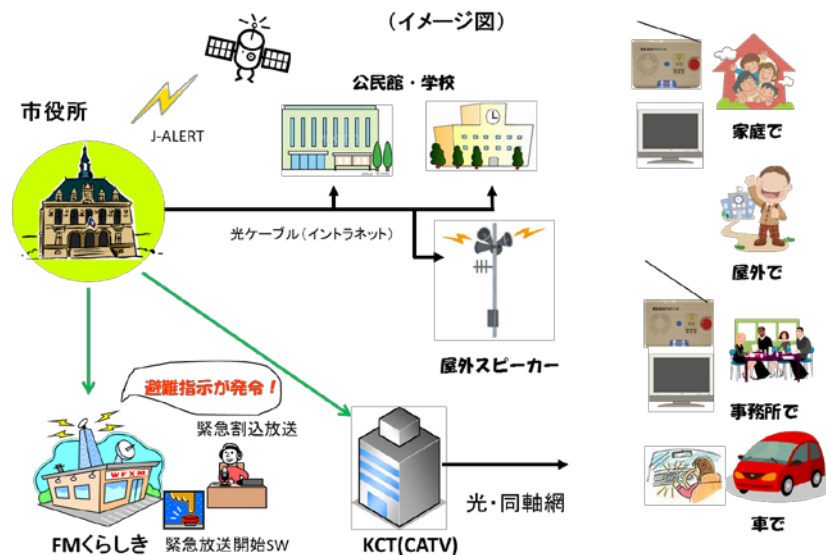 (イメージ図)
公民館・学校
市役所
J-ALERT
家庭で
光ケーブル(イントラネット)
屋外で
屋外スピーカー
避難指示が発令!
緊急割込放送
事務所で
WFXM
光・同軸網
FMくらしき
緊急放送開始SW
KCT(CATV)
車で